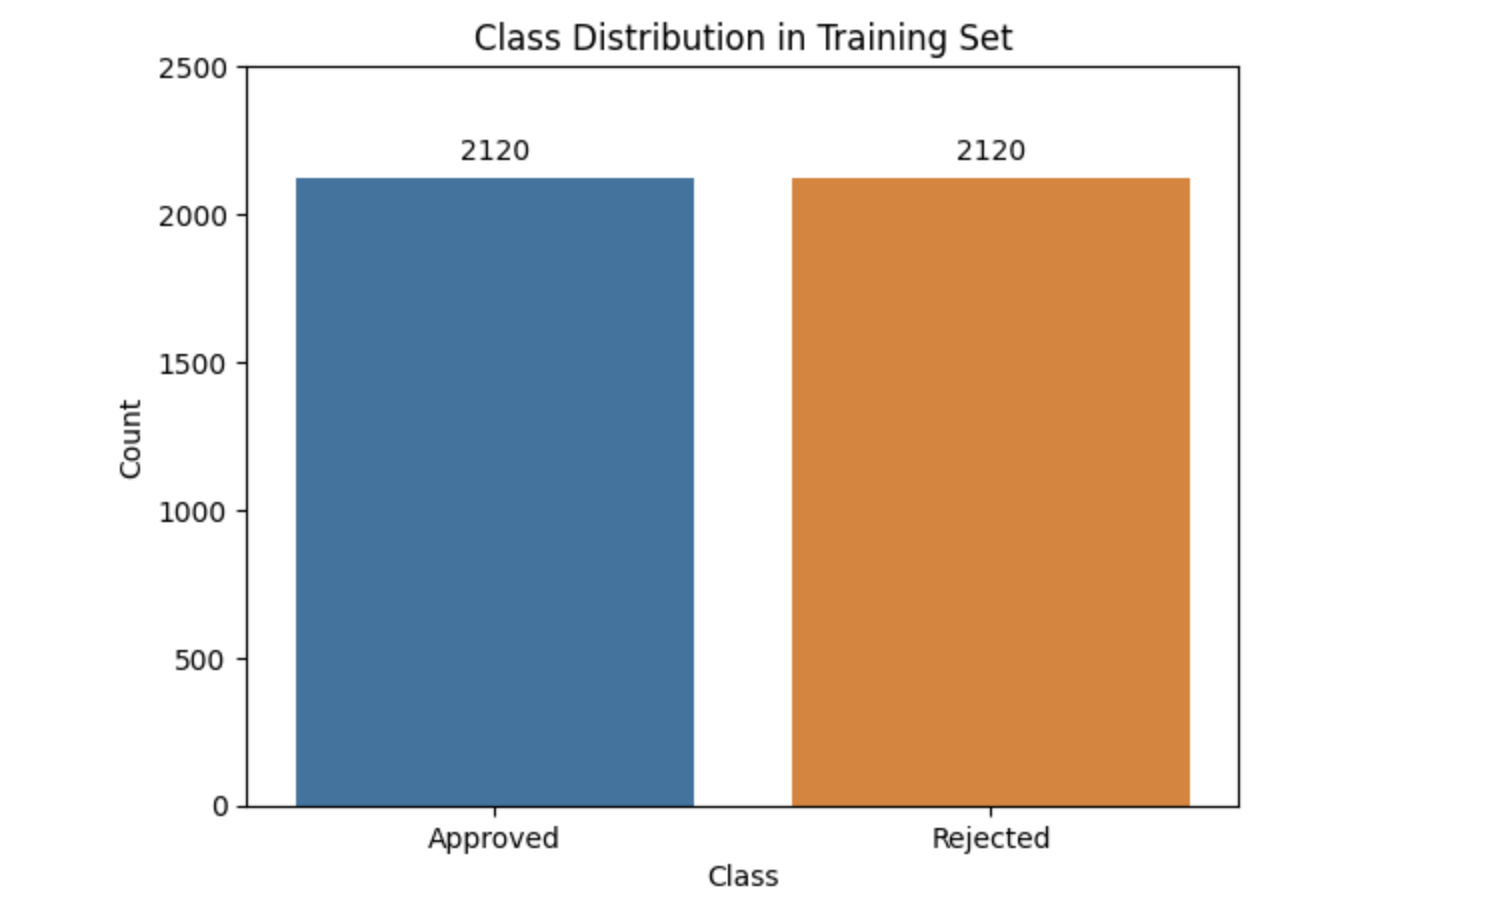 Class Distribution in Training Set
2500
2120 2120
2000
1500
Count
1000
500
0
Approved Rejected
Class